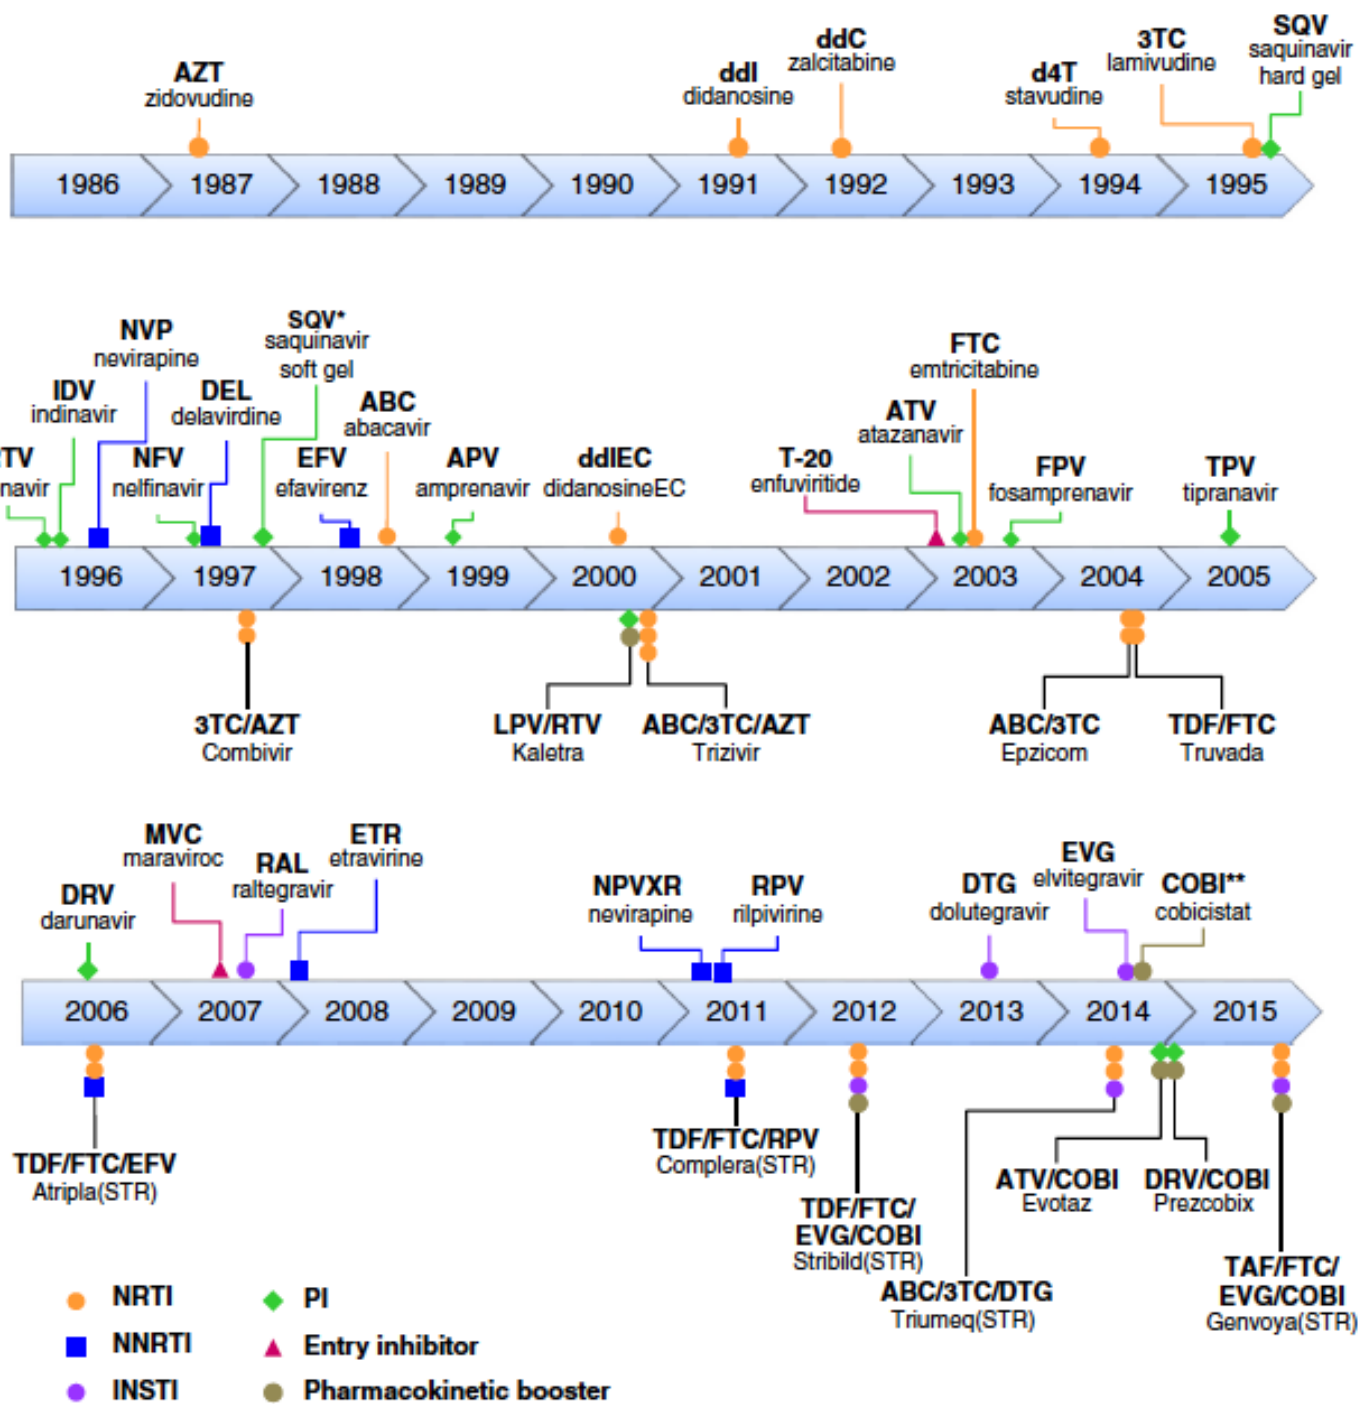 AZT
zidovudine
ddI
didanosine
ddC
zalcitabine
d4T
stavudine
3TC
lamivudine
SQV
saquinavir
hard gel
1986 1987 1988 1989 1990 1991 1992 1993 1994 1995
TV
navir
IDV
indinavir
NVP
nevirapine
NFV
nelfinavir
DEL
delavirdine
SQV*
saquinavir
soft gel
EFV
efavirenz
ABC
abacavir
APV
amprenavir
ddIEC
didanosineEC
T-20
enfuviritide
ATV
atazanavir
FTC
emtricitabine
FPV
fosamprenavir
TPV
tipranavir
1996 1997 1998 1999 2000 2001 2002 2003 2004 2005
3TC/AZT
Combivir
LPV/RTV
Kaletra
ABC/3TC/AZT
Trizivir
ABC/3TC
Epzicom
TDF/FTC
Truvada
DRV
darunavir
MVC
maraviroc
RAL
raltegravir
ETR
etravirine
NPVXR
nevirapine
RPV
rilpivirine
DTG
dolutegravir
EVG
elvitegravir
COBI**
cobicistat
2006 2007 2008 2009 2010 2011 2012 2013 2014 2015
TDF/FTC/EFV
Atripla(STR)
TDF/FTC/RPV
Complera(STR)
TDF/FTC/
EVG/COBI
Stribild(STR)
ABC/3TC/DTG
Triumeq(STR)
ATV/COBI
Evotaz
DRV/COBI
Prezcobix
TAF/FTC/
EVG/COBI
Genvoya(STR)
NRTI
NNRTI
INSTI
PI
Entry inhibitor
Pharmacokinetic booster